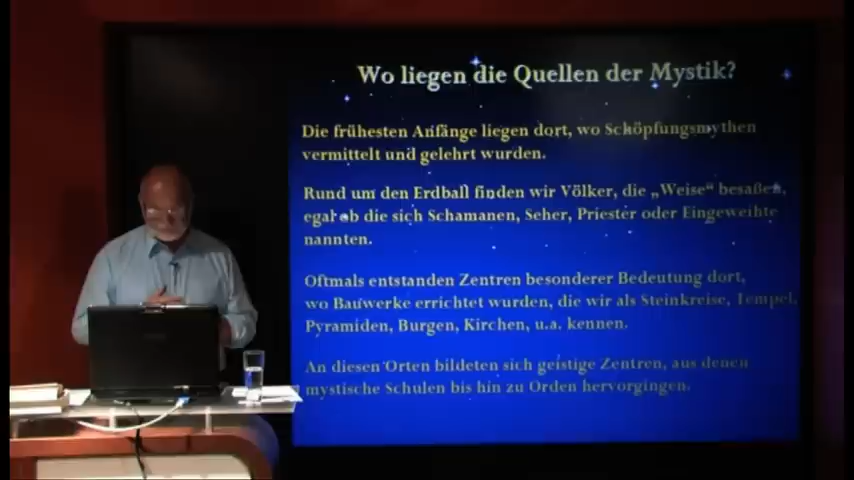 Wo liegen die Quellen der Mystik?
Die frühesten Anfänge liegen dort, wo Schöpfungsmythen
vermittelt und gelehrt wurden.
Rund um den Erdball finden wir Völker, die „Weise“ besaßen,
egal ob die sich Schamanen, Seher, Priester oder Eingeweihte
nannten.
Oftmals entstanden Zentren besonderer Bedeutung dort,
wo Bauwerke errichtet wurden, die wir als Steinkreise, Tempel,
Pyramiden, Burgen, Kirchen, u.a. kennen.
An diesen Orten bildeten sich geistige Zentren, aus denen
mystische Schulen bis hin zu Orden hervorgingen.